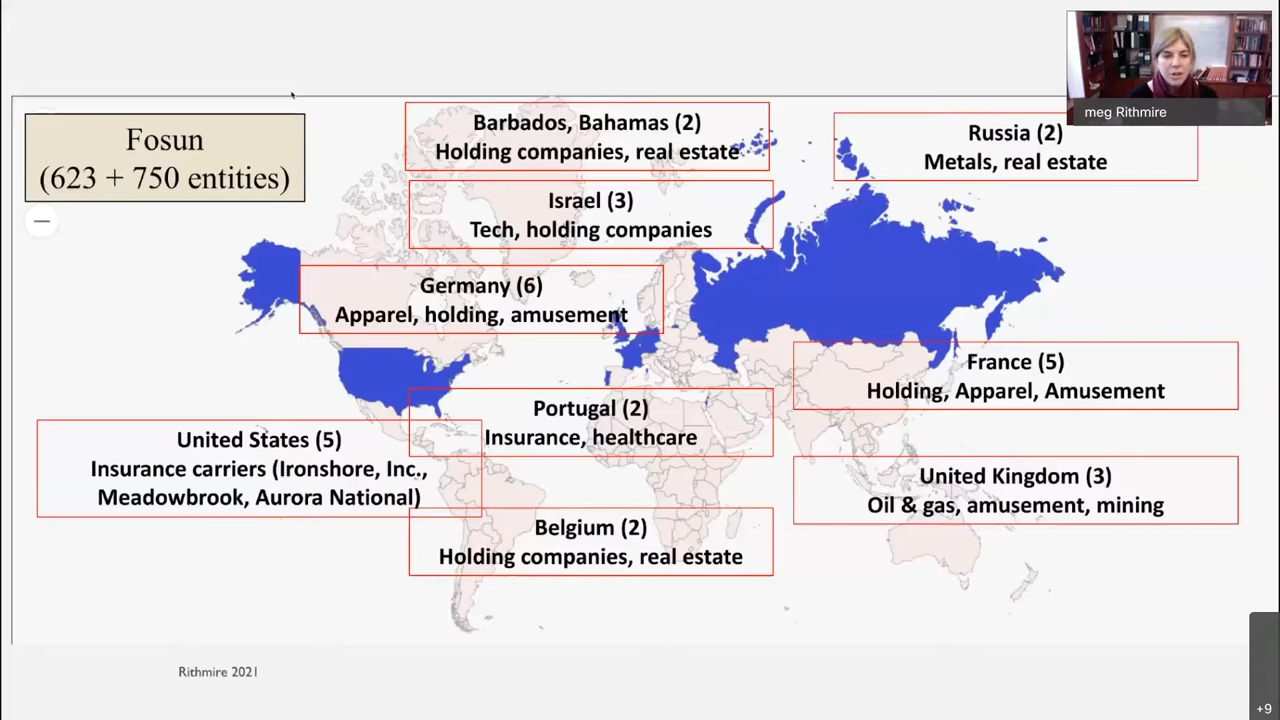 meg Rithmire
Fosun
(623 + 750 entities)
Barbados, Bahamas (2)
Holding companies, real estate
Russia (2)
Metals, real estate
Israel (3)
Tech, holding companies
Germany (6)
Apparel, holding, amusement
France (5)
Holding, Apparel, Amusement
Portugal (2)
Insurance, healthcare
United States (5)
Insurance carriers (Ironshore, Inc.,
Meadowbrook, Aurora National)
United Kingdom (3)
Oil & gas, amusement, mining
Belgium (2)
Holding companies, real estate
Rithmire 2021
+9